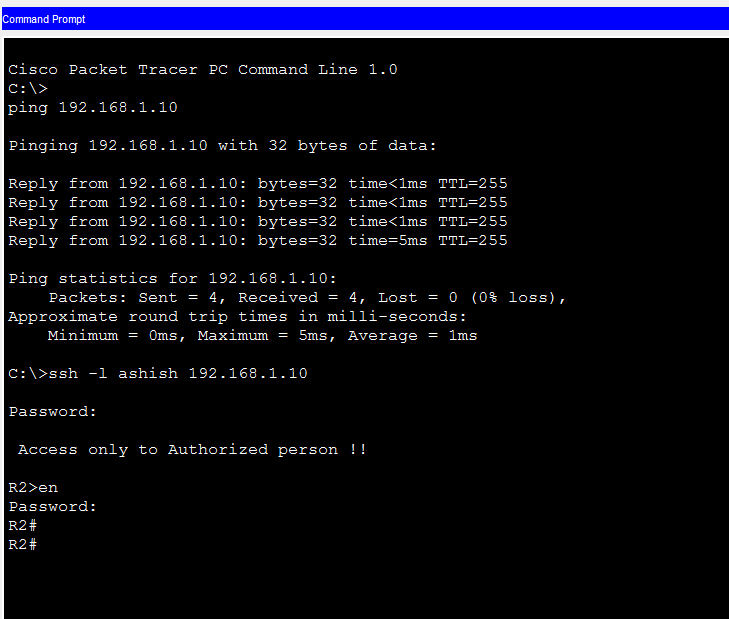 Command Prompt
Cisco Packet Tracer PC Command Line 1.0
C:\>
ping 192.168.1.10
Pinging 192.168.1.10 with 32 bytes of data:
Reply from 192.168.1.10: bytes=32 time<1ms TTL=255
Reply from 192.168.1.10: bytes=32 time<1ms TTL=255
Reply from 192.168.1.10: bytes=32 time<1ms TTL=255
Reply from 192.168.1.10: bytes=32 time=5ms TTL=255
Ping statistics for 192.168.1.10:
    Packets: Sent = 4, Received = 4, Lost = 0 (0% loss),
Approximate round trip times in milli-seconds:
    Minimum = 0ms, Maximum = 5ms, Average = 1ms
C:\>ssh -l ashish 192.168.1.10
Password:
 Access only to Authorized person !!
R2>en
Password:
R2#
R2#